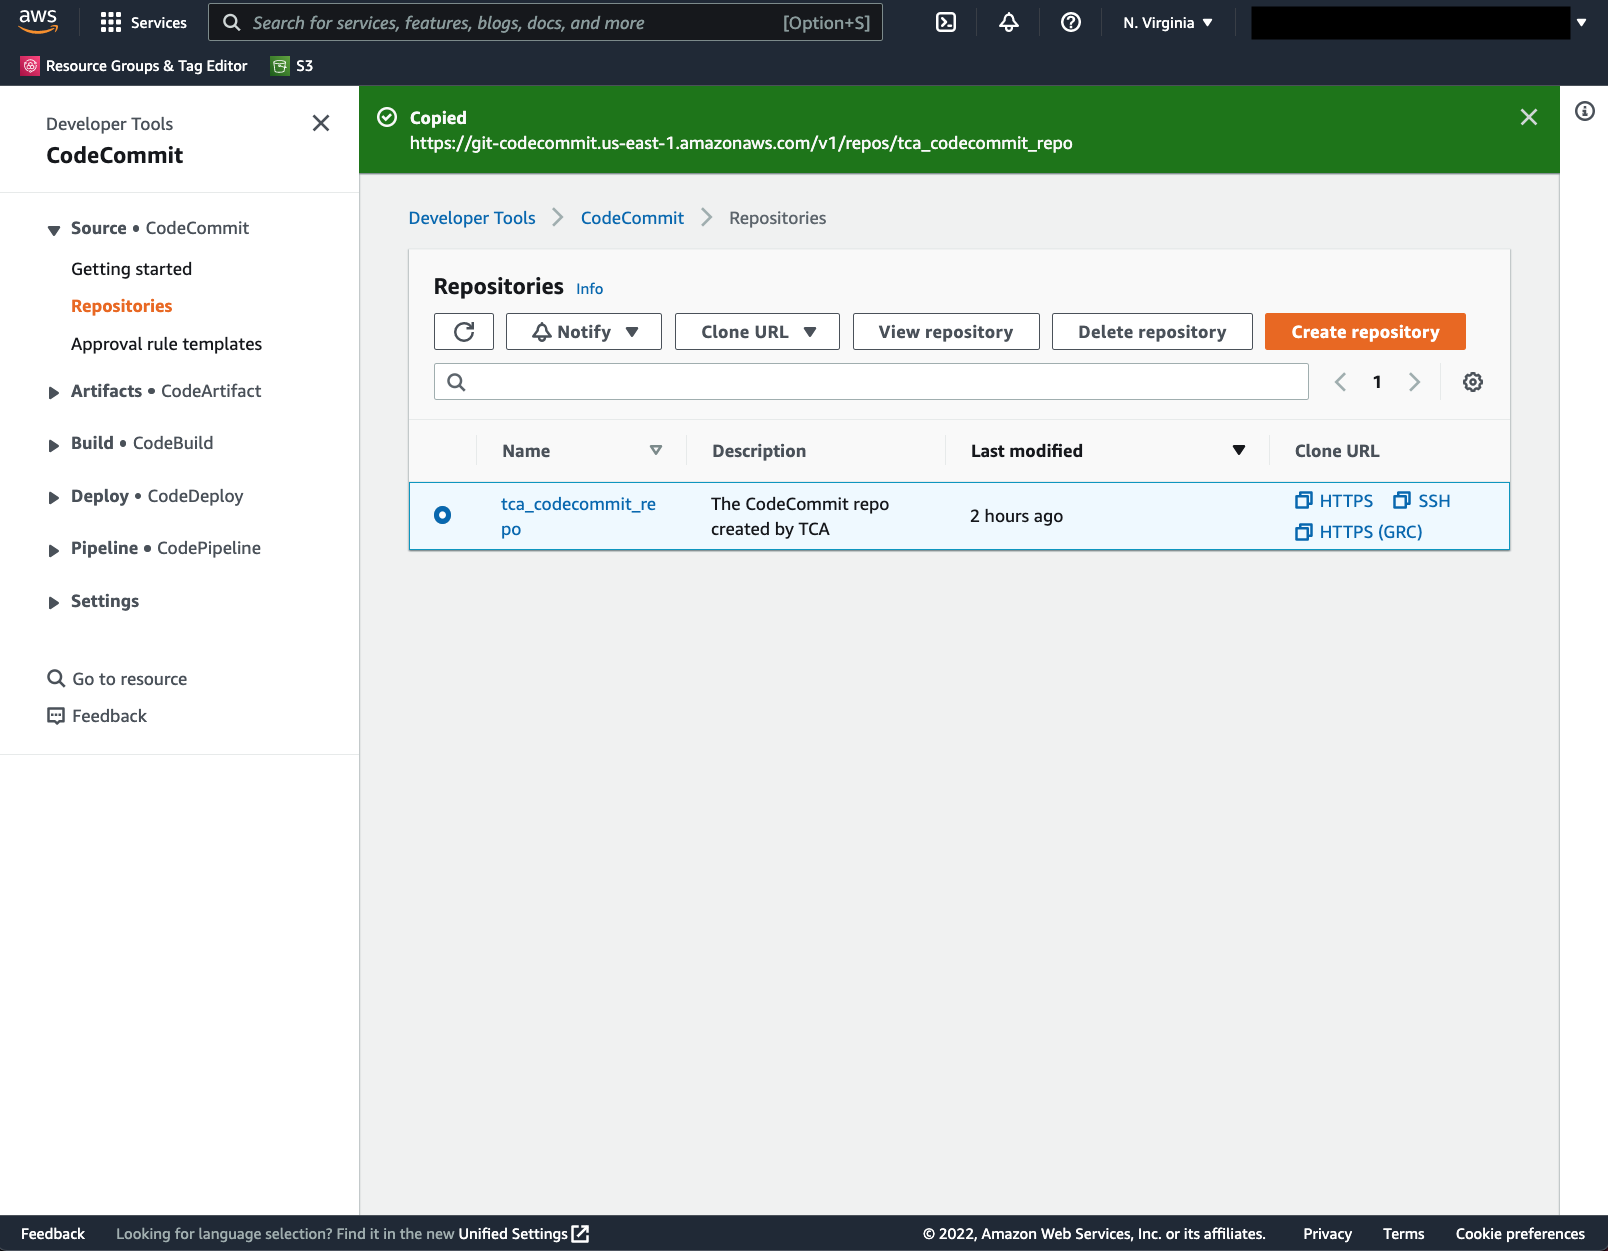 aws
Services
Search for services, features, blogs, docs, and more
[Option+S]
N. Virginia
Resource Groups & Tag Editor
S3
Developer Tools
CodeCommit
Source • CodeCommit
Getting started
Repositories
Approval rule templates
Artifacts • CodeArtifact
Build • CodeBuild
Deploy • CodeDeploy
Pipeline • CodePipeline
Settings
Go to resource
Feedback
Copied
https://git-codecommit.us-east-1.amazonaws.com/v1/repos/tca_codecommit_repo
Developer Tools
CodeCommit
Repositories
Repositories Info
Notify
Clone URL
View repository
Delete repository
Create repository
1
Name
Description
Last modified
Clone URL
tca_codecommit_re
po
The CodeCommit repo
created by TCA
2 hours ago
HTTPS
SSH
HTTPS (GRC)
Feedback
Looking for language selection? Find it in the new Unified Settings
© 2022, Amazon Web Services, Inc. or its affiliates.
Privacy
Terms
Cookie preferences